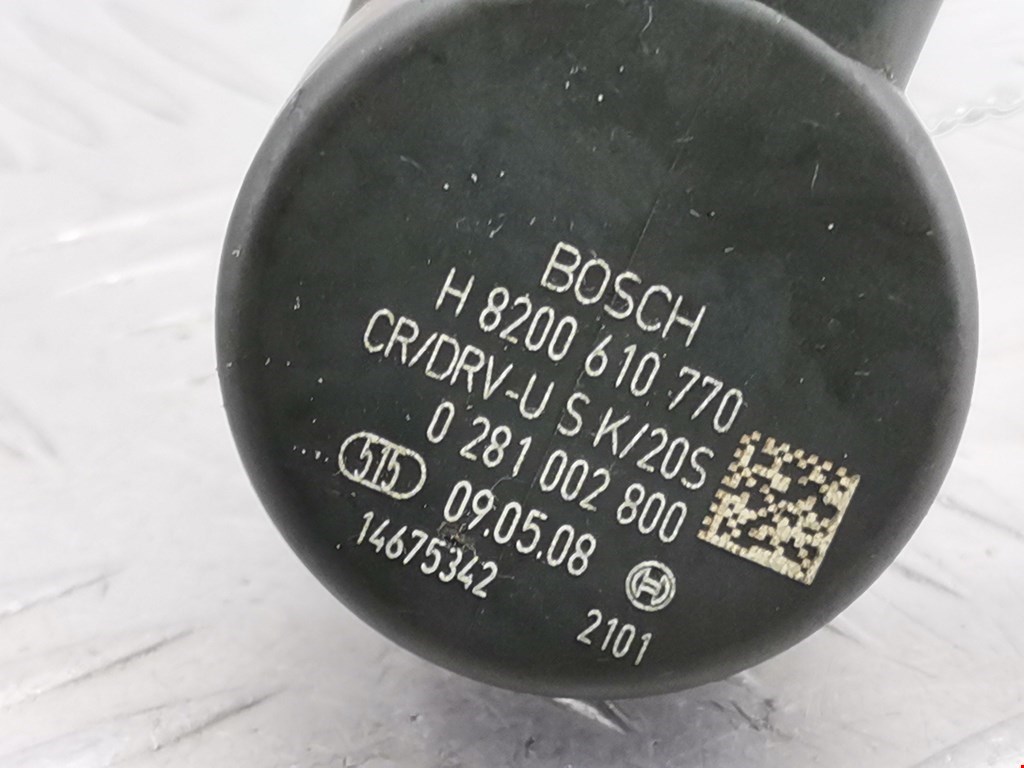 BOSCH
H 8200 610 770
CR/DRV-U S K/20S
0 281 002 800
515 09.05.08
14675342 2101